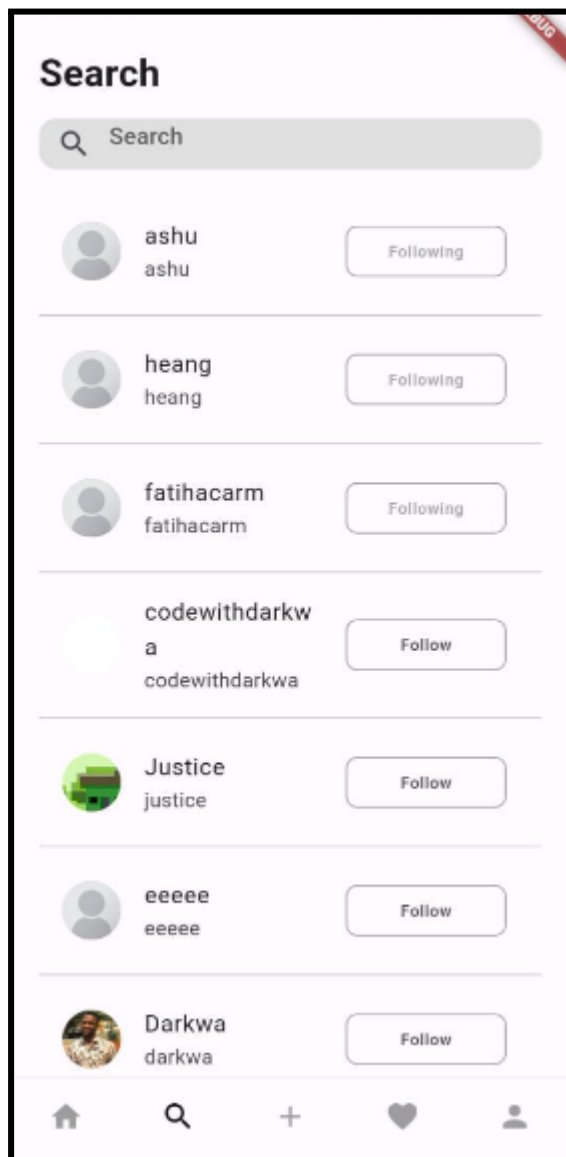 Search
Search
ashu
ashu
Following
heang
heang
Following
fatihacarm
fatihacarm
Following
codewithdarkw
a
codewithdarkwa
Follow
Justice
justice
Follow
eeeee
eeeee
Follow
Darkwa
darkwa
Follow